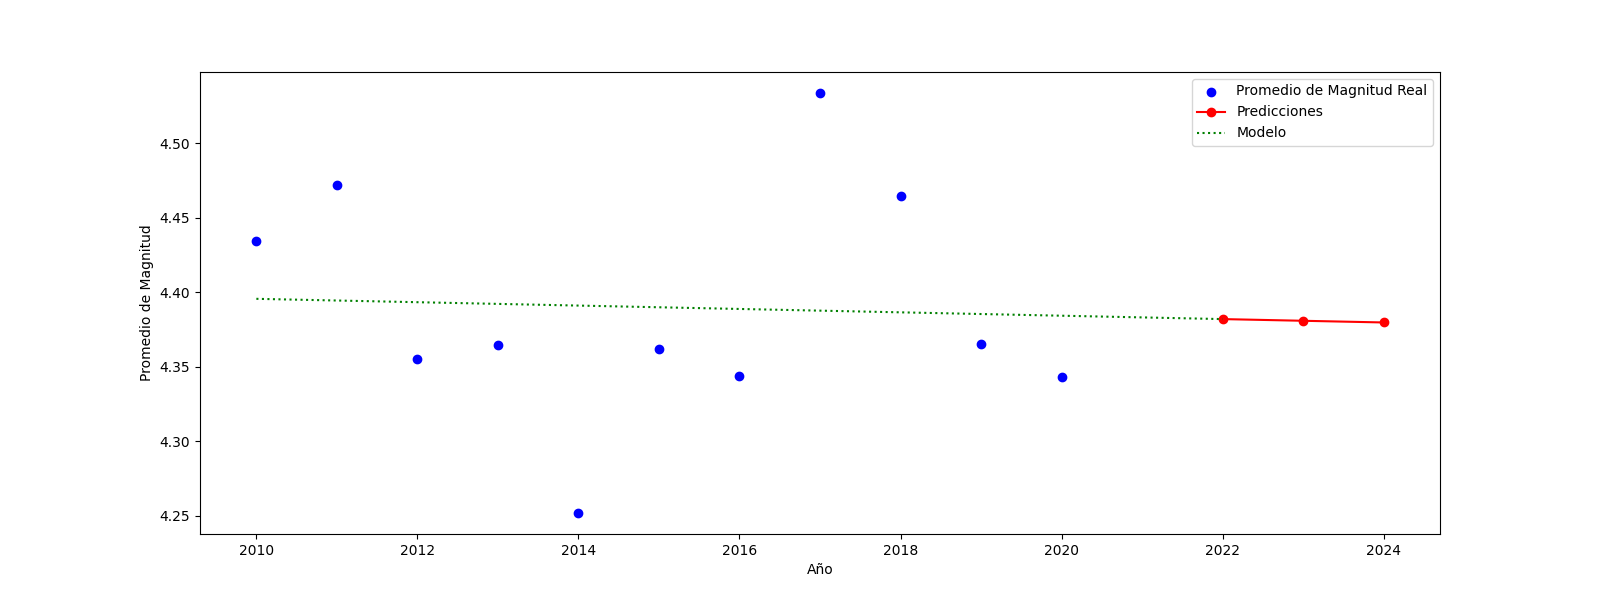 Promedio de Magnitud Real
Predicciones
Modelo
Promedio de Magnitud
4.50
4.45
4.40
4.35
4.30
4.25
2010 2012 2014 2016 2018 2020 2022 2024
Año